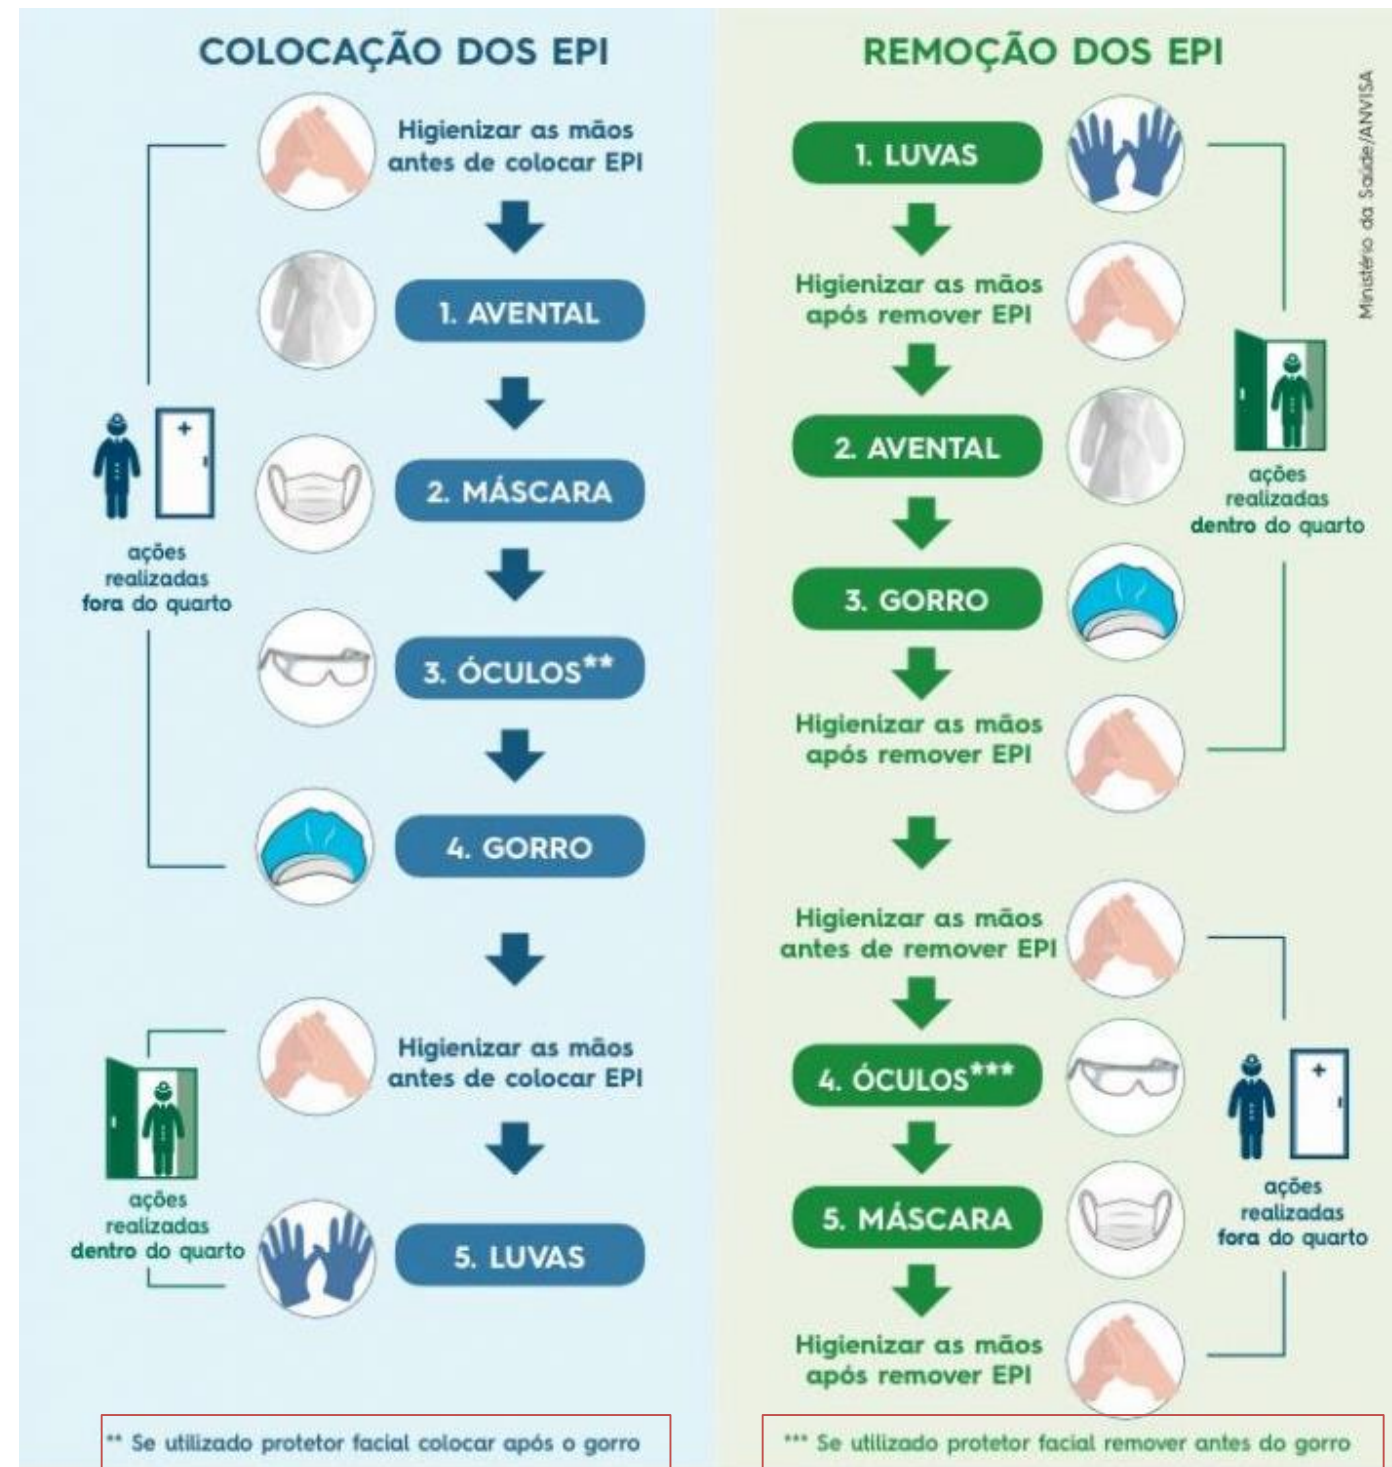 COLOCAÇÃO DOS EPI
Higienizar as mãos
antes de colocar EPI
1. AVENTAL
2. MÁSCARA
ações
realizadas
fora do quarto
3. ÓCULOS**
4. GORRO
Higienizar as mãos
antes de colocar EPI
ações
realizadas
dentro do quarto
5. LUVAS
** Se utilizado protetor facial colocar após o gorro
REMOÇÃO DOS EPI
Ministério da Saúde/ANVISA
1. LUVAS
Higienizar as mãos
após remover EPI
2. AVENTAL
ações
realizadas
dentro do quarto
3. GORRO
Higienizar as mãos
após remover EPI
Higienizar as mãos
antes de remover EPI
4. ÓCULOS***
5. MÁSCARA
ações
realizadas
fora do quarto
Higienizar as mãos
após remover EPI
*** Se utilizado protetor facial remover antes do gorro